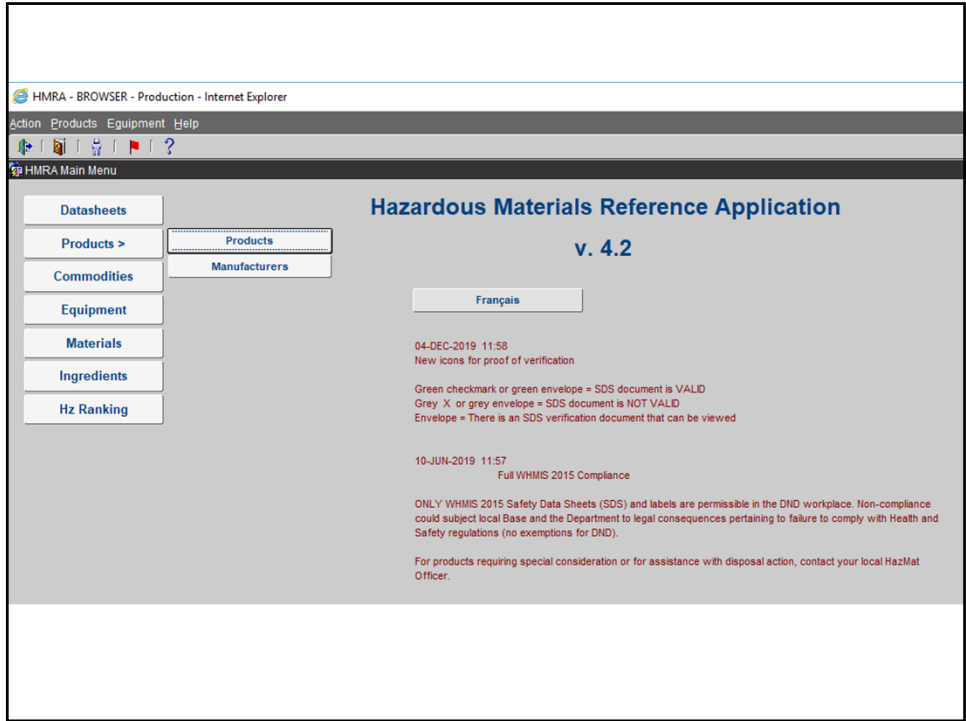 HMRA - BROWSER - Production - Internet Explorer
Action Products Equipment Help
HMRA Main Menu
Datasheets
Products >
Commodities
Equipment
Materials
Ingredients
Hz Ranking
Products
Manufacturers
Hazardous Materials Reference Application
v. 4.2
Français
04-DEC-2019 11:58
New icons for proof of verification
Green checkmark or green envelope = SDS document is VALID
Grey X or grey envelope = SDS document is NOT VALID
Envelope = There is an SDS verification document that can be viewed
10-JUN-2019 11:57
Full WHMIS 2015 Compliance
ONLY WHMIS 2015 Safety Data Sheets (SDS) and labels are permissible in the DND workplace. Non-compliance
could subject local Base and the Department to legal consequences pertaining to failure to comply with Health and
Safety regulations (no exemptions for DND).
For products requiring special consideration or for assistance with disposal action, contact your local HazMat
Officer.